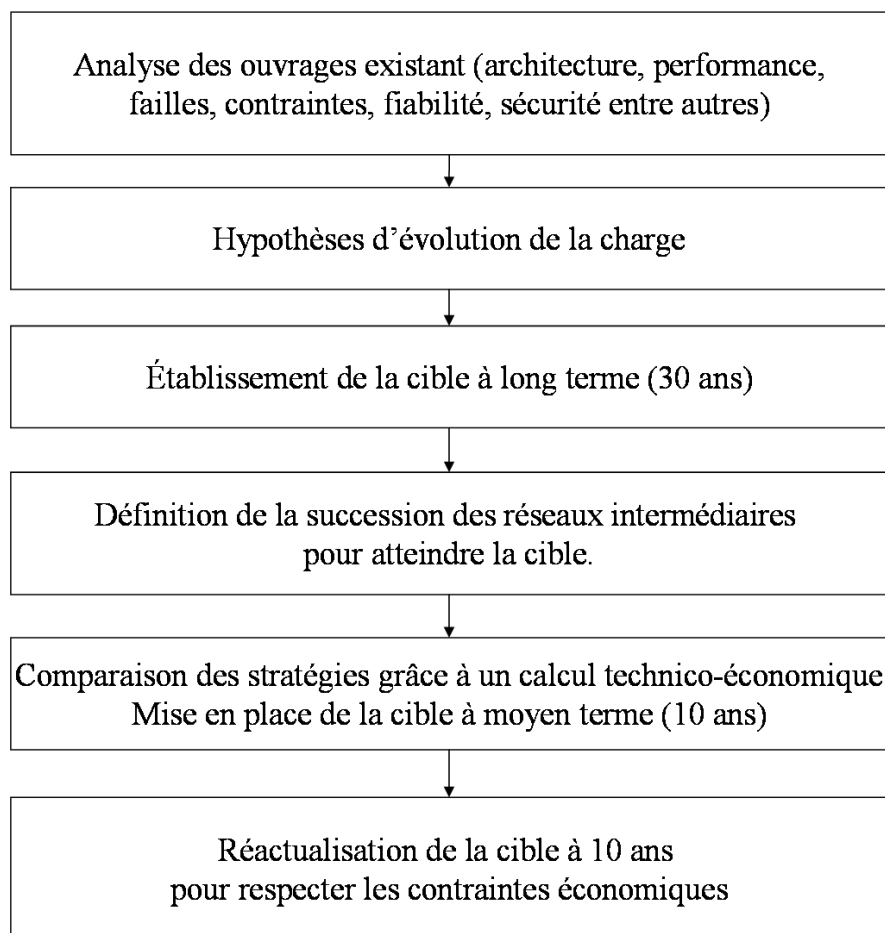 Analyse des ouvrages existant (architecture, performance,
failles, contraintes, fiabilité, sécurité entre autres)
Hypothèses d’évolution de la charge
Établissement de la cible à long terme (30 ans)
Définition de la succession des réseaux intermédiaires
pour atteindre la cible.
Comparaison des stratégies grâce à un calcul technico-économique
Mise en place de la cible à moyen terme (10 ans)
Réactualisation de la cible à 10 ans
pour respecter les contraintes économiques